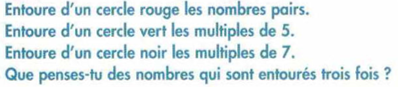 Entoure d'un cercle rouge les nombres pairs.
Entoure d'un cercle vert les multiples de 5.
Entoure d'un cercle noir les multiples de 7.
Que penses-tu des nombres qui sont entourés trois fois ?